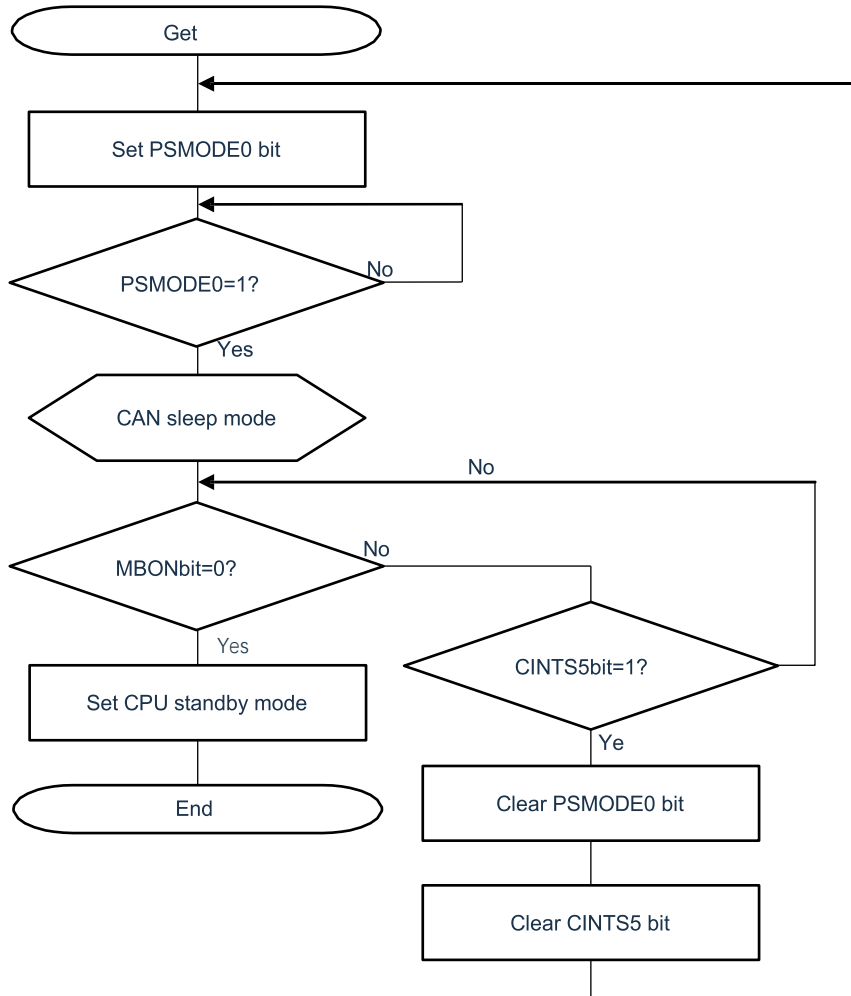 Get
Set PSMODE0 bit
PSMODE0=1?
No
Yes
CAN sleep mode
No
MBONbit=0?
No
Yes
CINTS5bit=1?
Set CPU standby mode
Ye
End
Clear PSMODE0 bit
Clear CINTS5 bit